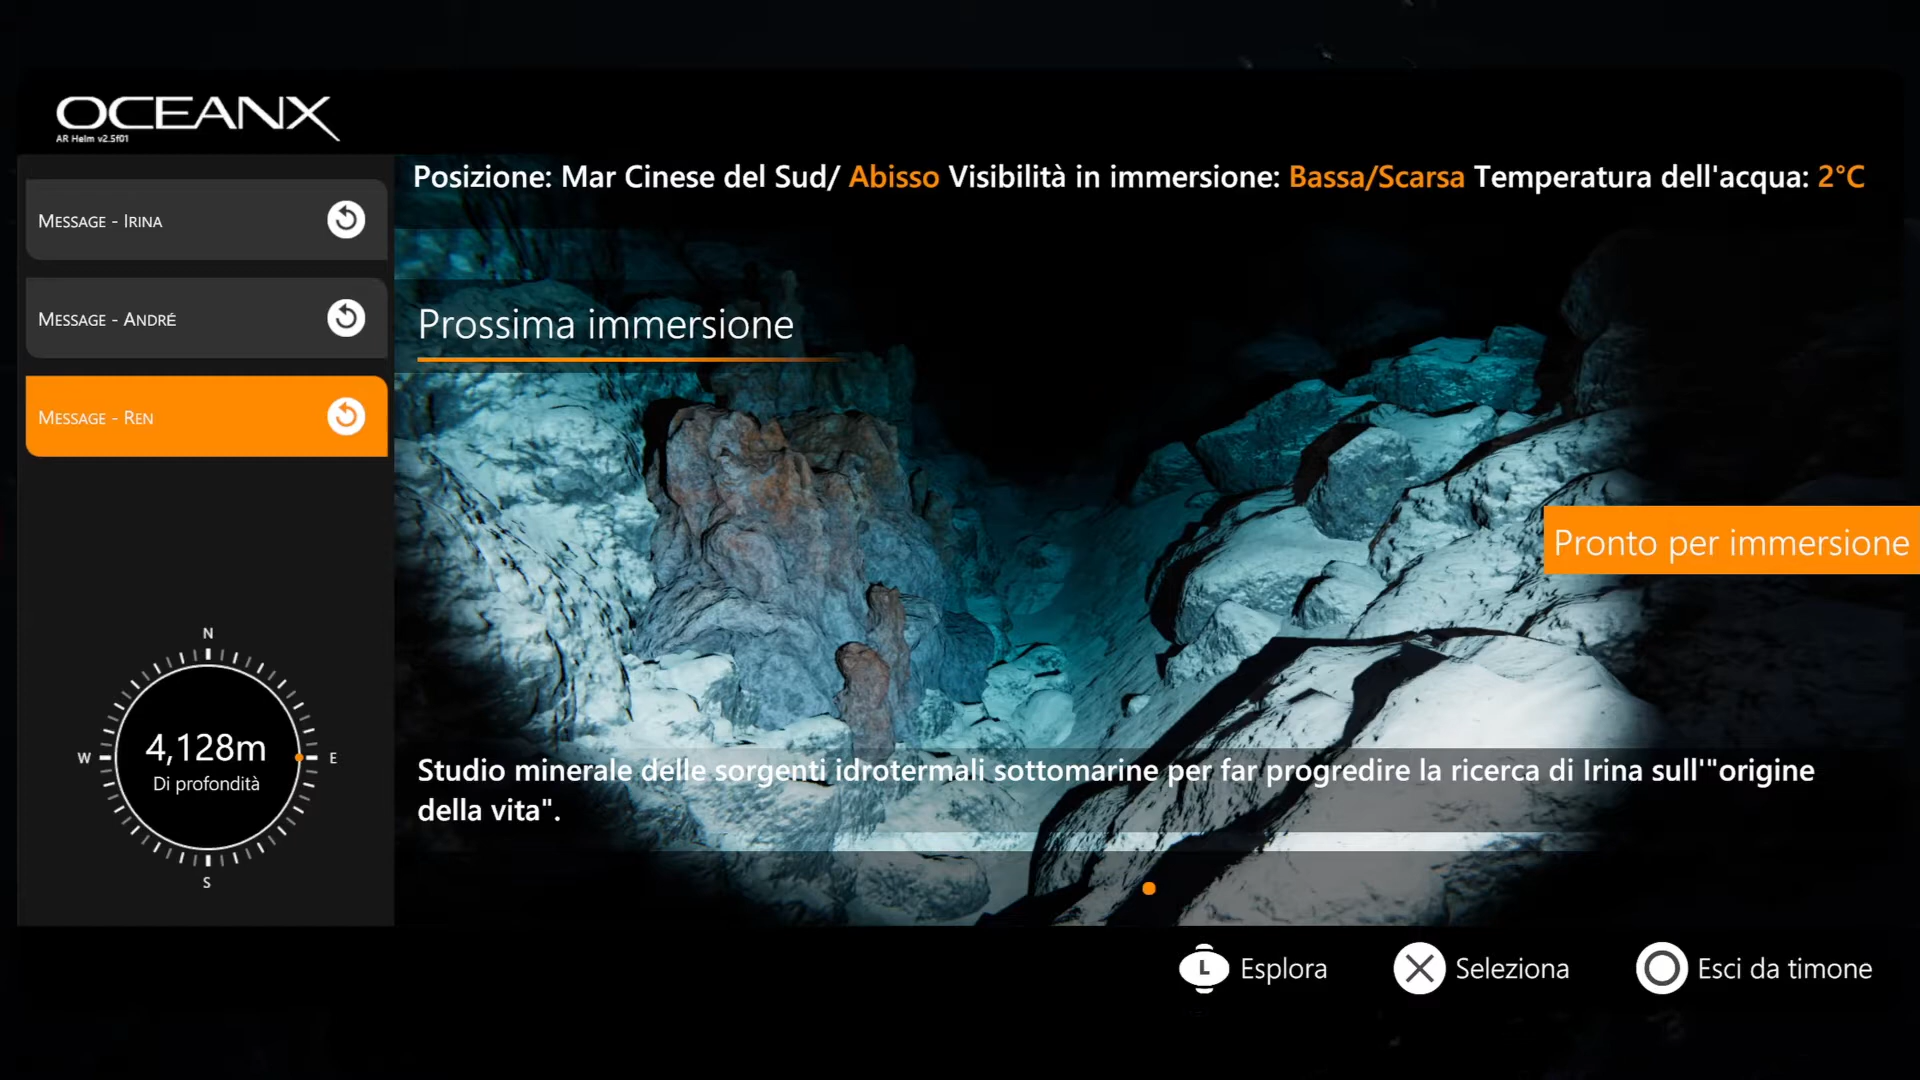 OCEANX
AR Helm v2.5f01
Posizione: Mar Cinese del Sud/ Abisso Visibilità in immersione: Bassa/Scarsa Temperatura dell'acqua: 2°C
Message - Irina
Message - André
Message - Ren
Prossima immersione
Pronto per immersione
N
W
E
S
4,128m
Di profondità
Studio minerale delle sorgenti idrotermali sottomarine per far progredire la ricerca di Irina sull'"origine
della vita".
L Esplora Seleziona Esci da timone